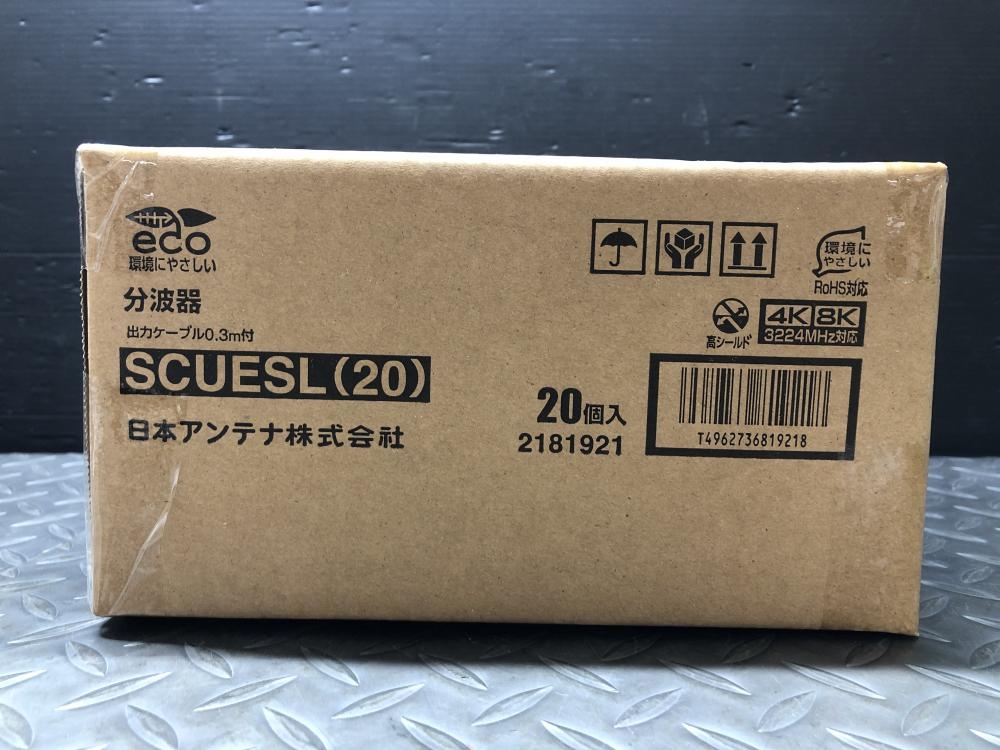 eco
環境にやさしい
分波器
出力ケーブル0.3m付
SCUESL(20)
日本アンテナ株式会社
20個入
2181921
環境に
やさしい
RoHS対応
高シールド
4K 8K
3224MHz対応
T4962736819218